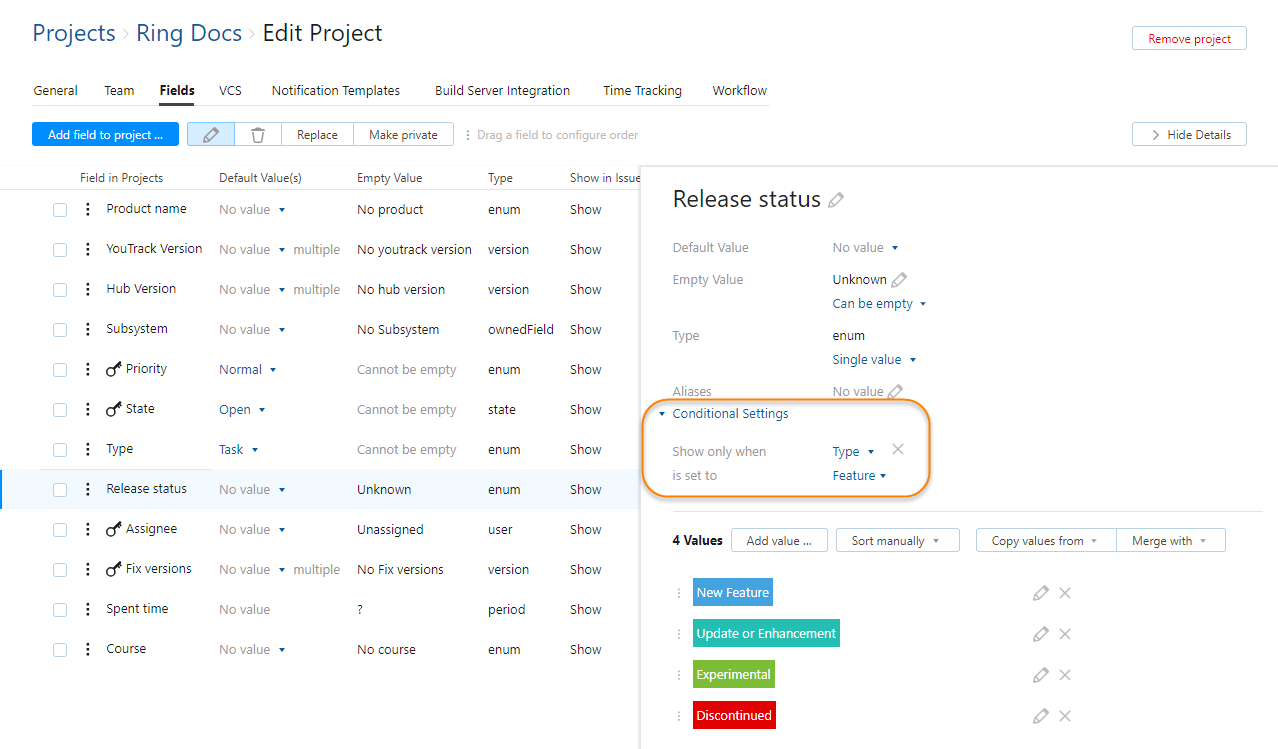 Projects › Ring Docs › Edit Project
Remove project
General Team Fields VCS Notification Templates Build Server Integration Time Tracking Workflow
Add field to project ... Replace Make private Drag a field to configure order Hide Details
Field in Projects Default Value(s) Empty Value Type Show in Issue
Product name No value No product enum Show
YouTrack Version No value multiple No youtrack version version Show
Hub Version No value multiple No hub version version Show
Subsystem No value No Subsystem ownedField Show
Priority Normal Cannot be empty enum Show
State Open Cannot be empty state Show
Type Task Cannot be empty enum Show
Release status No value Unknown enum Show
Assignee No value Unassigned user Show
Fix versions No value multiple No Fix versions version Show
Spent time No value ? period Show
Course No value No course enum Show
Release status
Default Value No value
Empty Value Unknown
Can be empty
Type enum
Single value
Aliases No value
Conditional Settings
Show only when Type
is set to Feature
4 Values Add value ... Sort manually Copy values from Merge with
New Feature
Update or Enhancement
Experimental
Discontinued